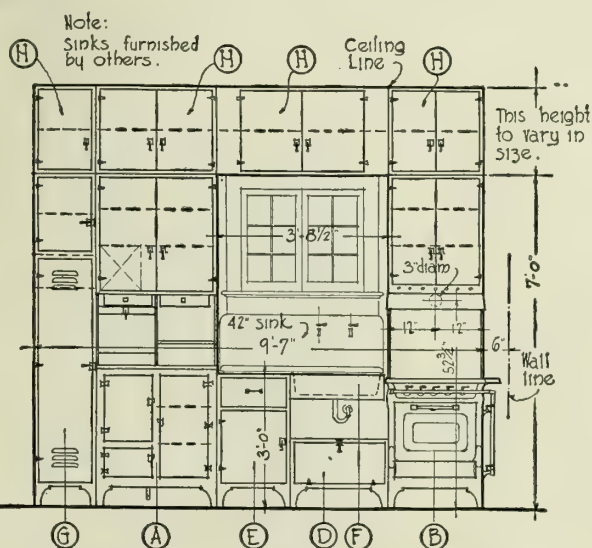 Note:
Sinks furnished
by others.
Ceiling
Line
H
H
H
H
This height
to vary in
size.
3'-8½"
7'-0"
3" diam
42" sink
12"
12"
9'-7"
6"
52¾"
Wall
line
3'-0"
G
A
E
D
F
B